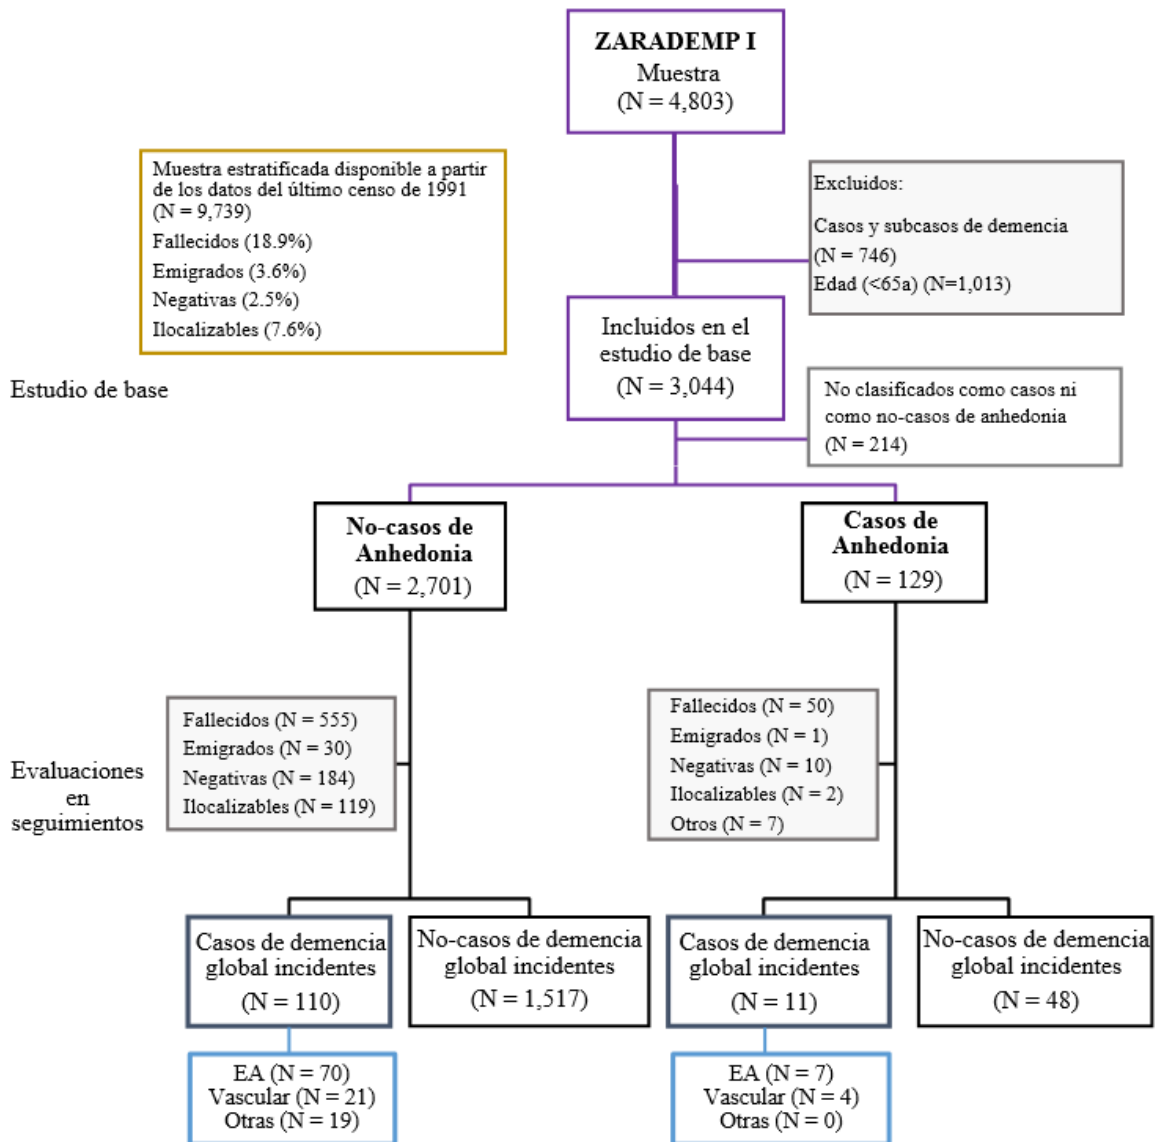 ZARADEMP I
Muestra
(N = 4,803)
Muestra estratificada disponible a partir
de los datos del último censo de 1991
(N = 9,739)
Fallecidos (18.9%)
Emigrados (3.6%)
Negativas (2.5%)
Ilocalizables (7.6%)
Excluidos:
Casos y subcasos de demencia
(N = 746)
Edad (<65a) (N=1,013)
Incluidos en el
estudio de base
(N = 3,044)
Estudio de base
No clasificados como casos ni
como no-casos de anhedonia
(N = 214)
No-casos de
Anhedonia
(N = 2,701)
Casos de
Anhedonia
(N = 129)
Evaluaciones
en
seguimientos
Fallecidos (N = 555)
Emigrados (N = 30)
Negativas (N = 184)
Ilocalizables (N = 119)
Fallecidos (N = 50)
Emigrados (N = 1)
Negativas (N = 10)
Ilocalizables (N = 2)
Otros (N = 7)
Casos de demencia
global incidentes
(N = 110)
No-casos de demencia
global incidentes
(N = 1,517)
Casos de demencia
global incidentes
(N = 11)
No-casos de demencia
global incidentes
(N = 48)
EA (N = 70)
Vascular (N = 21)
Otras (N = 19)
EA (N = 7)
Vascular (N = 4)
Otras (N = 0)